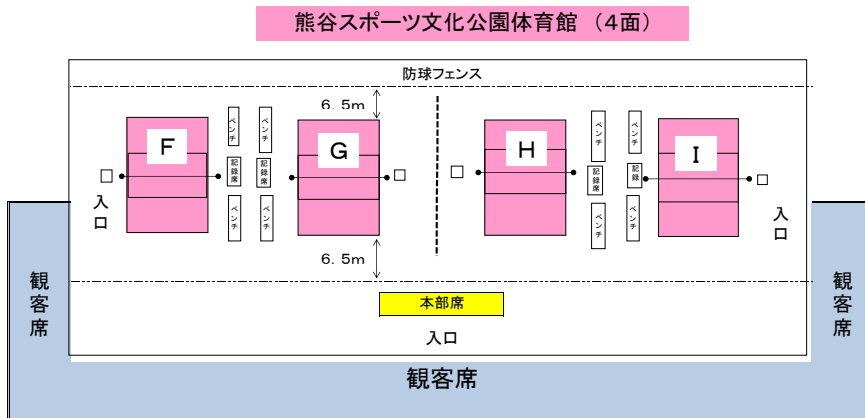 熊谷スポーツ文化公園体育館 (4面)
防球フェンス
6.5m
ベンチ
ベンチ
ベンチ
ベンチ
F
G
H
I
記録席
記録席
記録席
記録
入口
入口
ベンチ
ベンチ
ベンチ
ベンチ
6.5m
観客席
観客席
本部席
入口
観客席